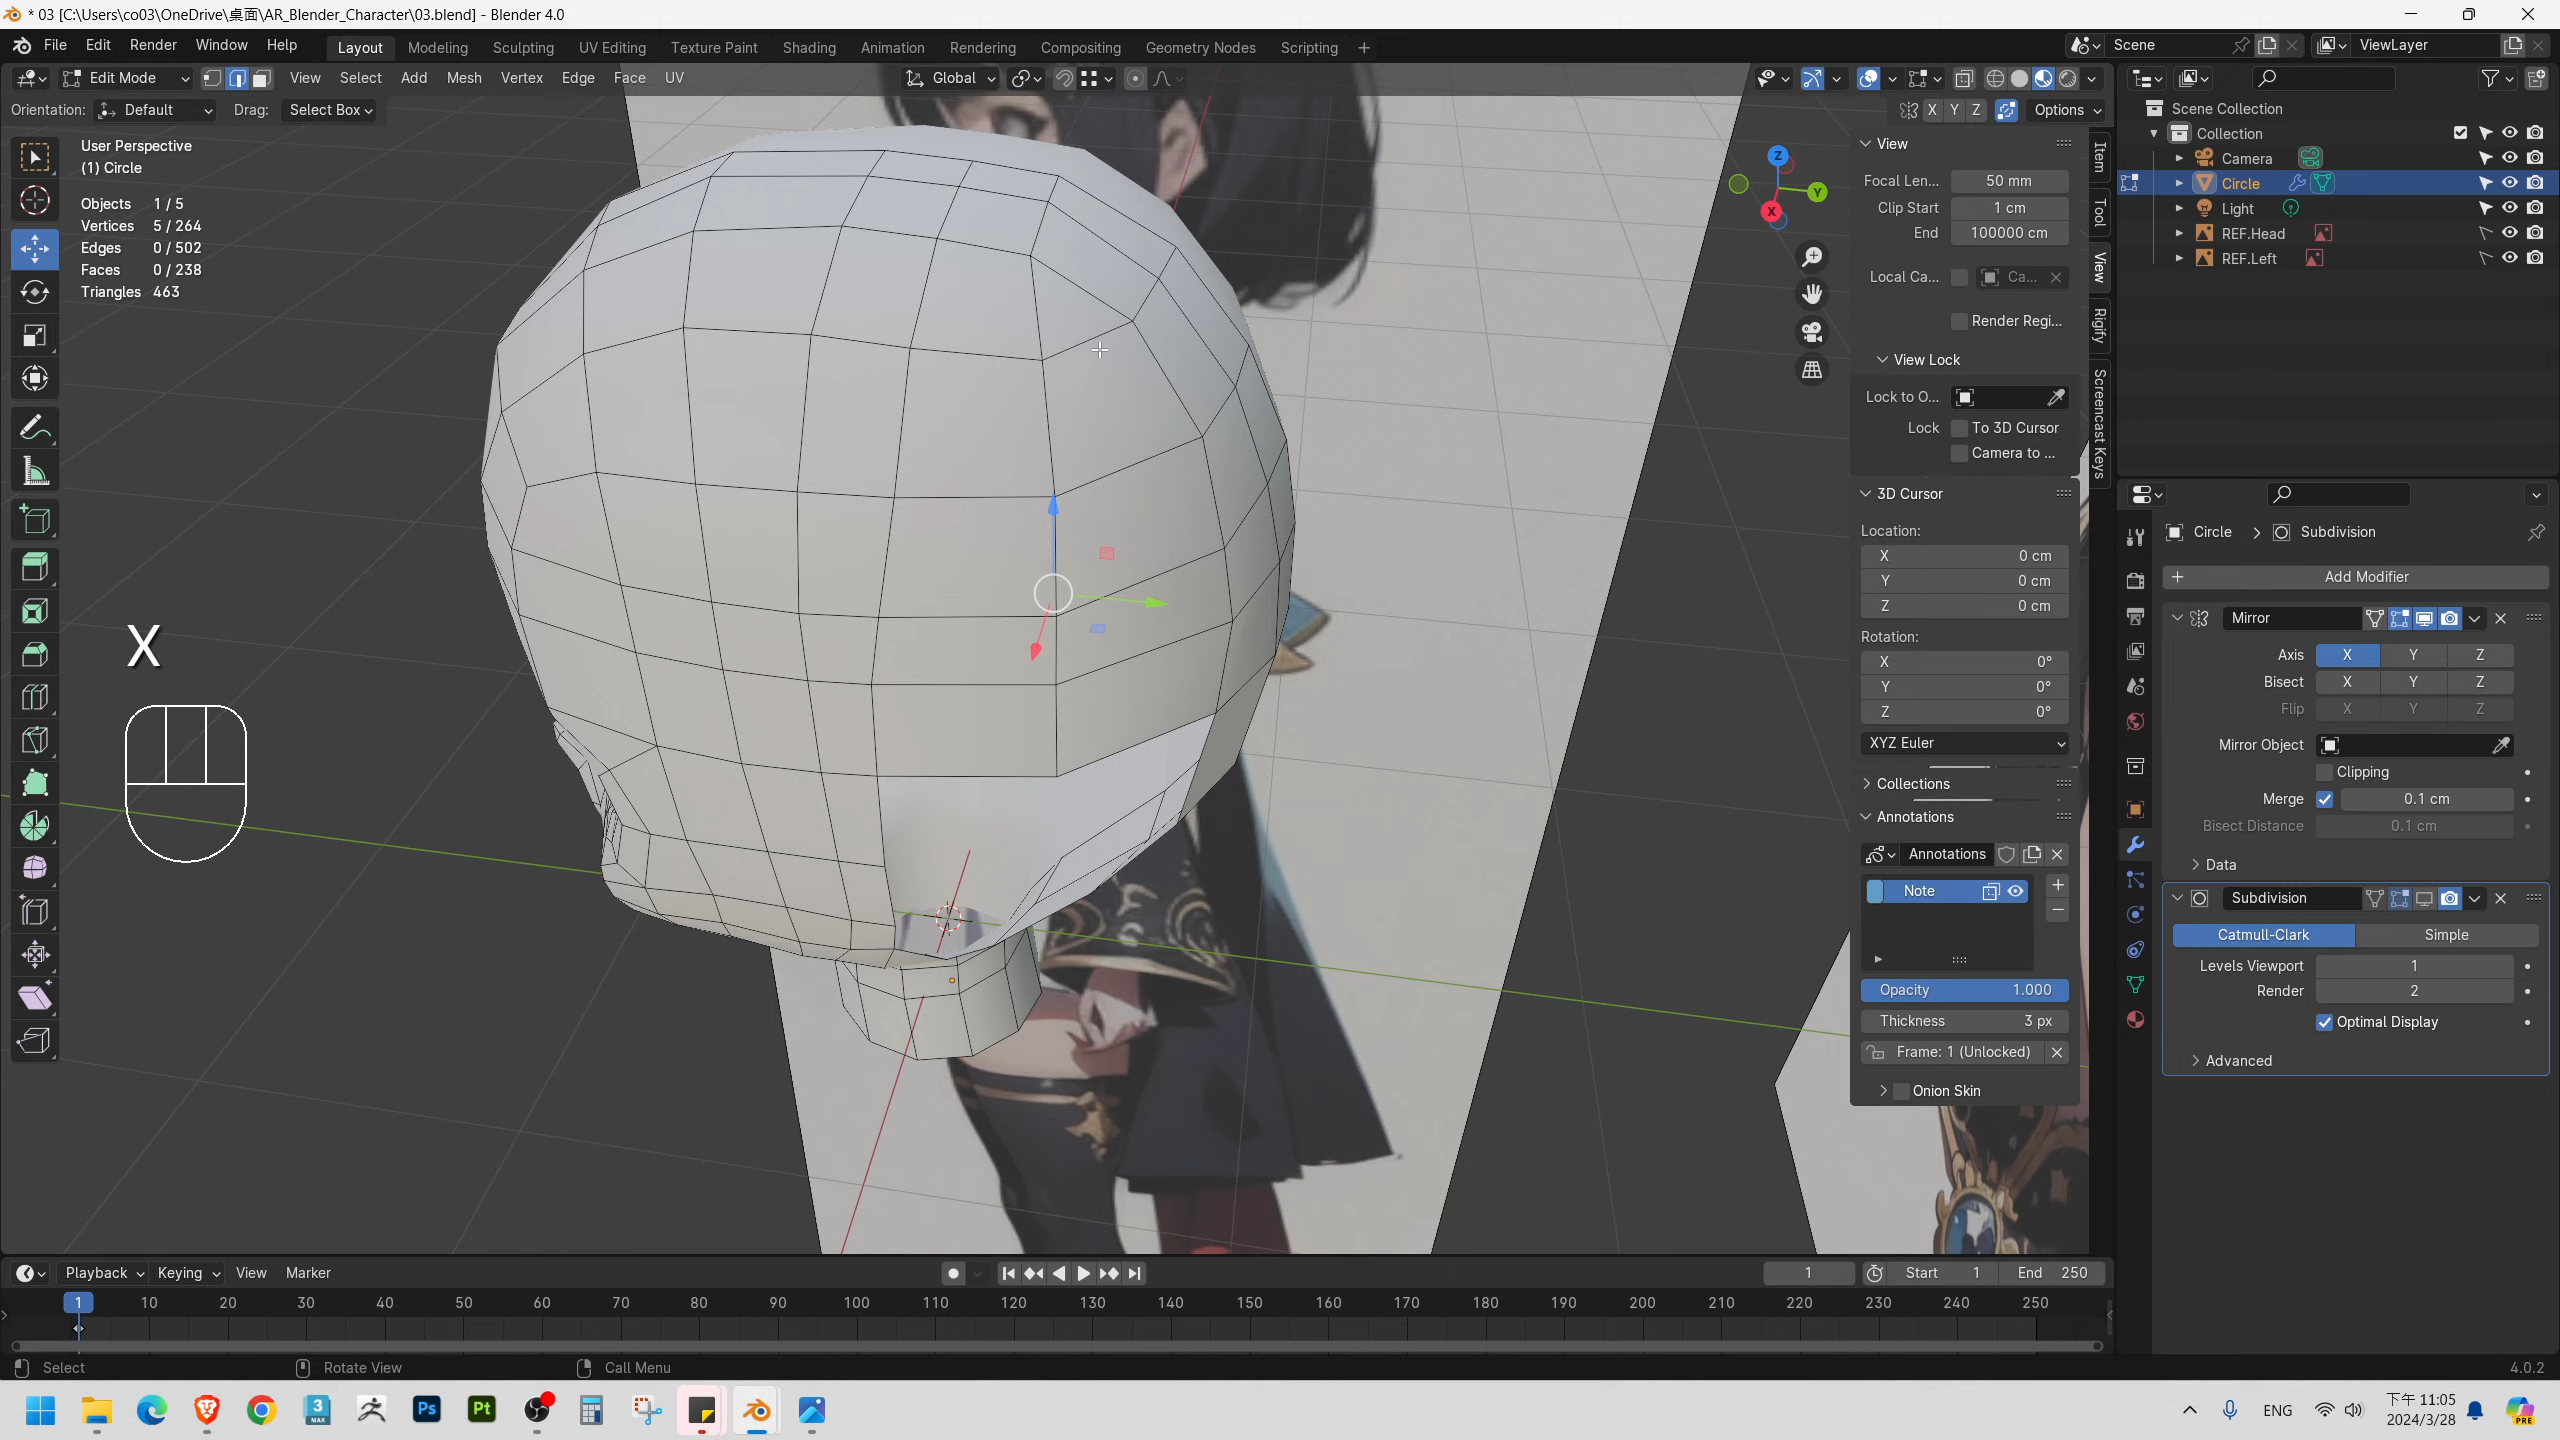 * 03 [C:\Users\co03\OneDrive\桌面\AR_Blender_Character\03.blend] - Blender 4.0
File Edit Render Window Help Layout Modeling Sculpting UV Editing Texture Paint Shading Animation Rendering Compositing Geometry Nodes Scripting Scene ViewLayer
Edit Mode View Select Add Mesh Vertex Edge Face UV Global
Orientation: Default Drag: Select Box X Y Z Options
User Perspective
(1) Circle
Objects 1 / 5
Vertices 5 / 264
Edges 0 / 502
Faces 0 / 238
Triangles 463
X
Z
Y
X
View
Focal Len... 50 mm
Clip Start 1 cm
End 100000 cm
Local Ca... Ca...
Render Regi...
View Lock
Lock to O...
Lock To 3D Cursor
Camera to ...
3D Cursor
Location:
X 0 cm
Y 0 cm
Z 0 cm
Rotation:
X 0°
Y 0°
Z 0°
XYZ Euler
Collections
Annotations
Annotations
Note
Opacity 1.000
Thickness 3 px
Frame: 1 (Unlocked)
Onion Skin
Item
Tool
View
Rigify
Screencast Keys
Scene Collection
Collection
Camera
Circle
Light
REF.Head
REF.Left
Circle Subdivision
Add Modifier
Mirror
Axis X Y Z
Bisect X Y Z
Flip X Y Z
Mirror Object
Clipping
Merge 0.1 cm
Bisect Distance 0.1 cm
Data
Subdivision
Catmull-Clark Simple
Levels Viewport 1
Render 2
Optimal Display
Advanced
Playback Keying View Marker 1 Start 1 End 250
1 10 20 30 40 50 60 70 80 90 100 110 120 130 140 150 160 170 180 190 200 210 220 230 240 250
Select Rotate View Call Menu 4.0.2
3 MAX Ps Pt ENG 下午 11:05
2024/3/28
PRE